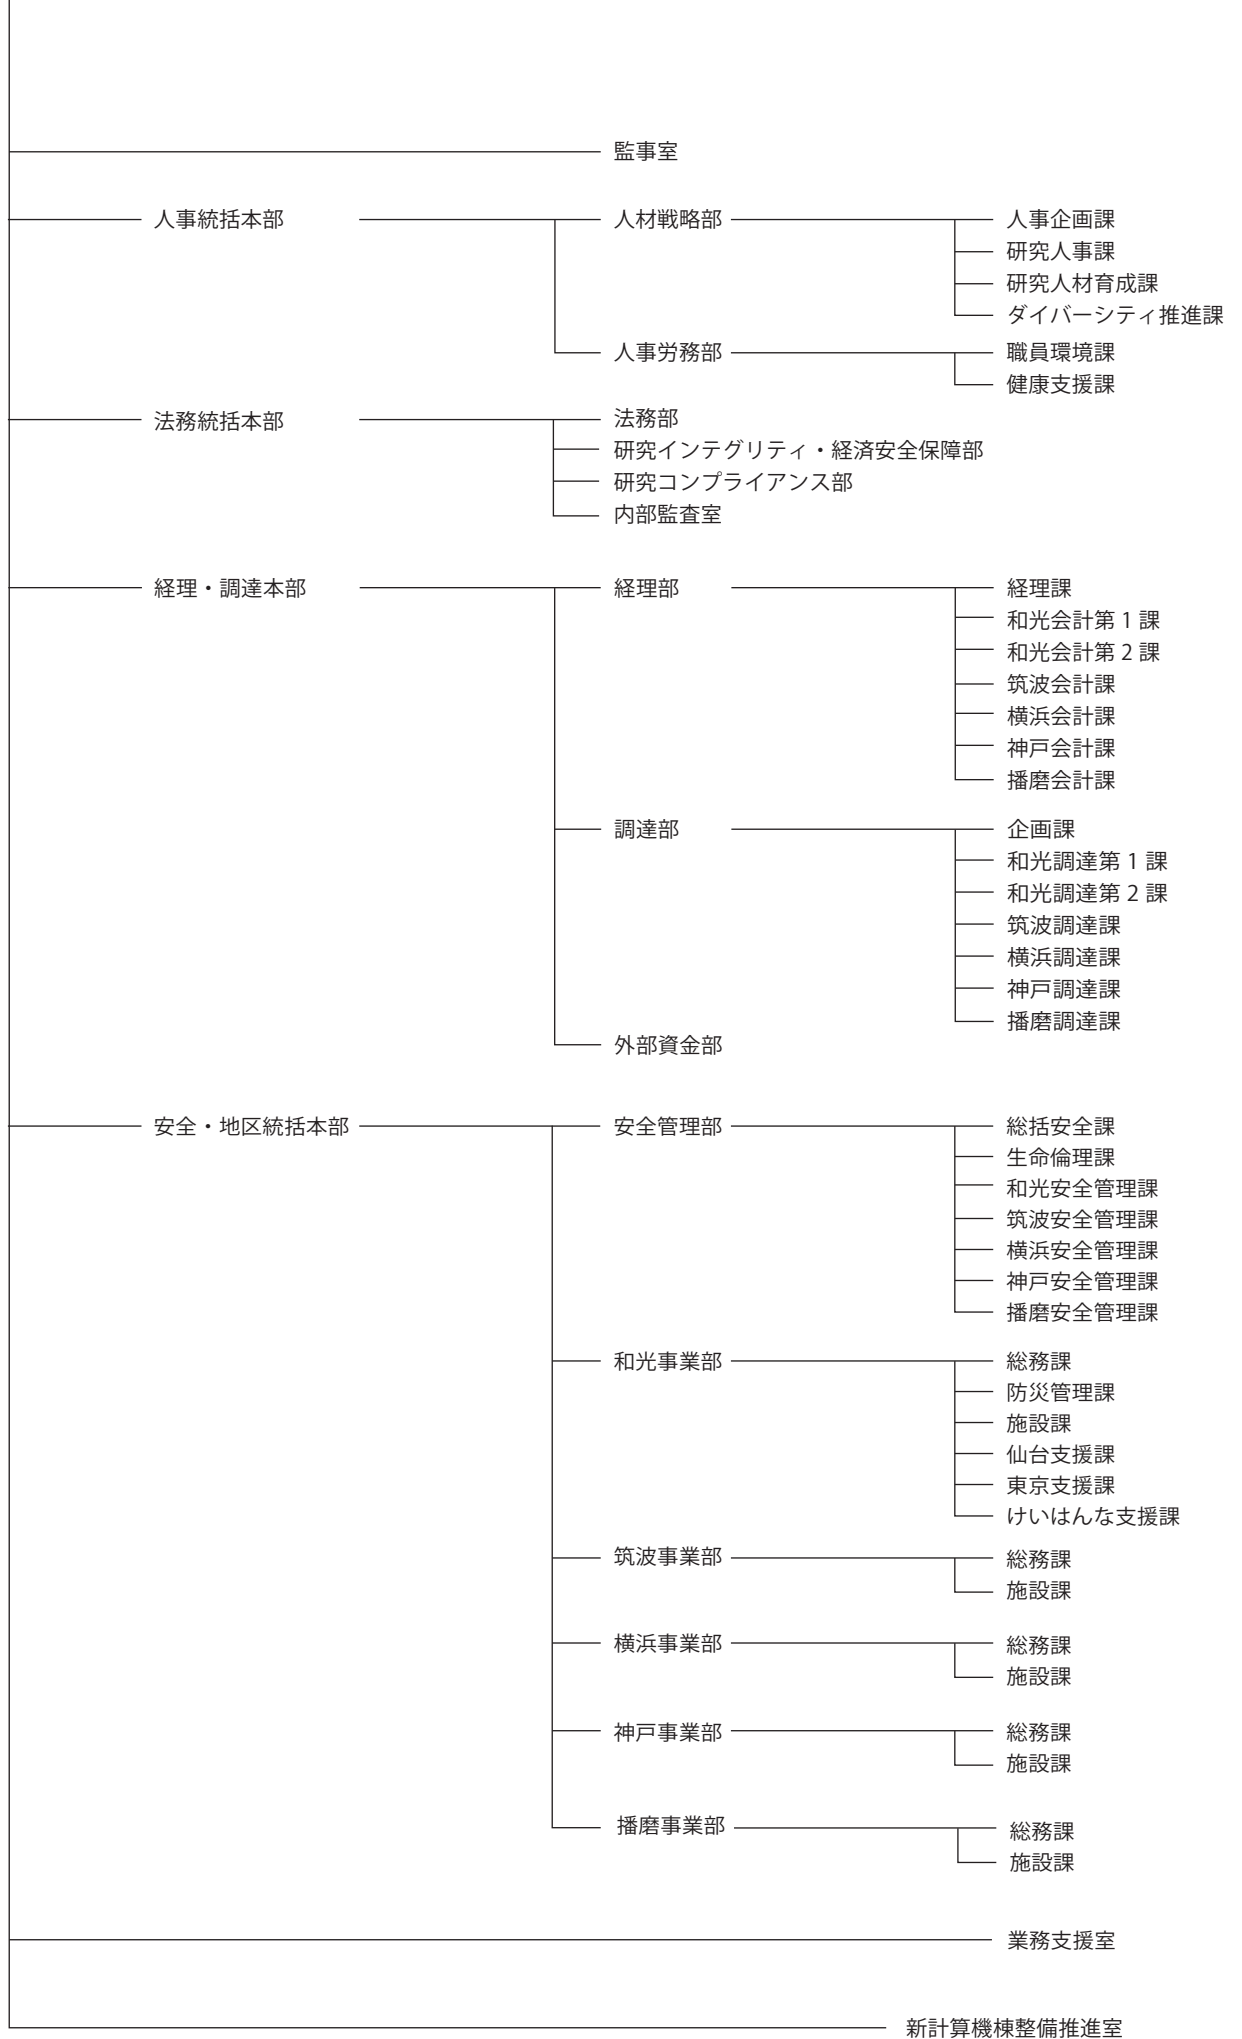 監事室
人事統括本部 人材戦略部 人事企画課
研究人事課
研究人材育成課
ダイバーシティ推進課
人事労務部 職員環境課
健康支援課
法務統括本部 法務部
研究インテグリティ・経済安全保障部
研究コンプライアンス部
内部監査室
経理・調達本部 経理部 経理課
和光会計第 1 課
和光会計第 2 課
筑波会計課
横浜会計課
神戸会計課
播磨会計課
調達部 企画課
和光調達第 1 課
和光調達第 2 課
筑波調達課
横浜調達課
神戸調達課
播磨調達課
外部資金部
安全・地区統括本部 安全管理部 総括安全課
生命倫理課
和光安全管理課
筑波安全管理課
横浜安全管理課
神戸安全管理課
播磨安全管理課
和光事業部 総務課
防災管理課
施設課
仙台支援課
東京支援課
けいはんな支援課
筑波事業部 総務課
施設課
横浜事業部 総務課
施設課
神戸事業部 総務課
施設課
播磨事業部 総務課
施設課
業務支援室
新計算機棟整備推進室